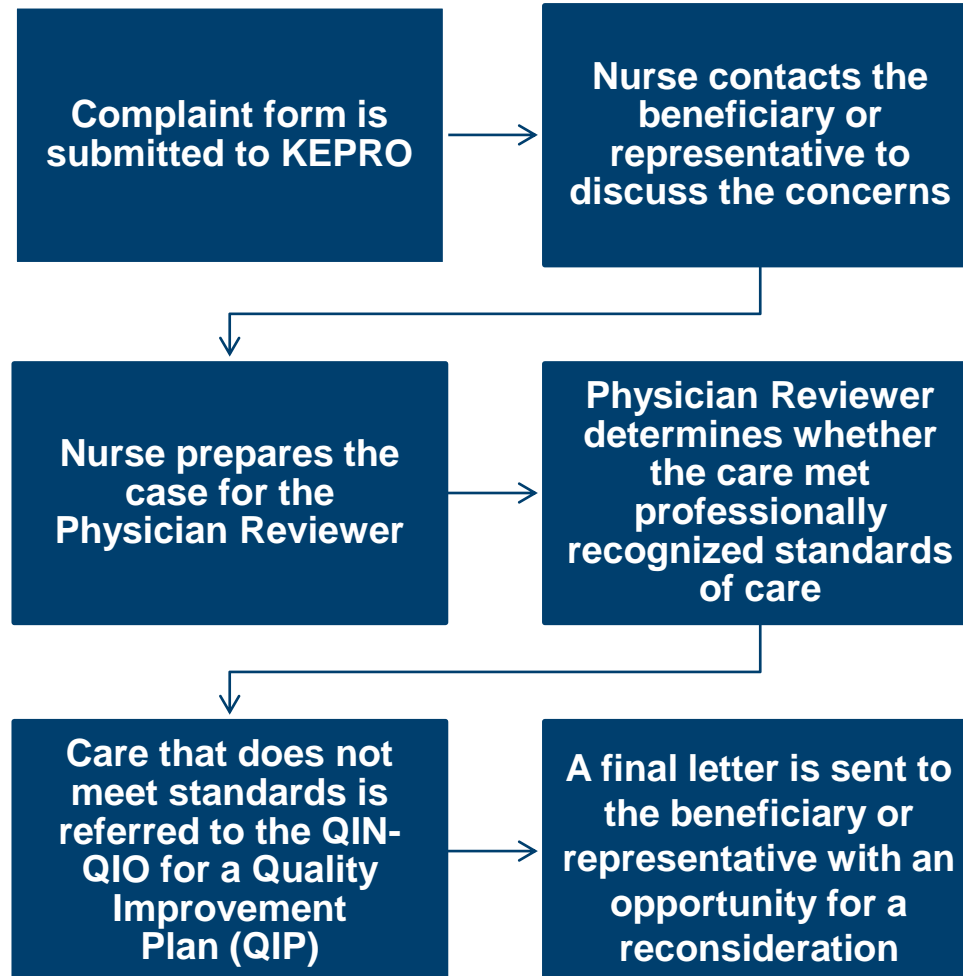 Complaint form is
submitted to KEPRO
Nurse contacts the
beneficiary or
representative to
discuss the concerns
Nurse prepares the
case for the
Physician Reviewer
Physician Reviewer
determines whether
the care met
professionally
recognized standards
of care
Care that does not
meet standards is
referred to the QIN-
QIO for a Quality
Improvement
Plan (QIP)
A final letter is sent to
the beneficiary or
representative with an
opportunity for a
reconsideration